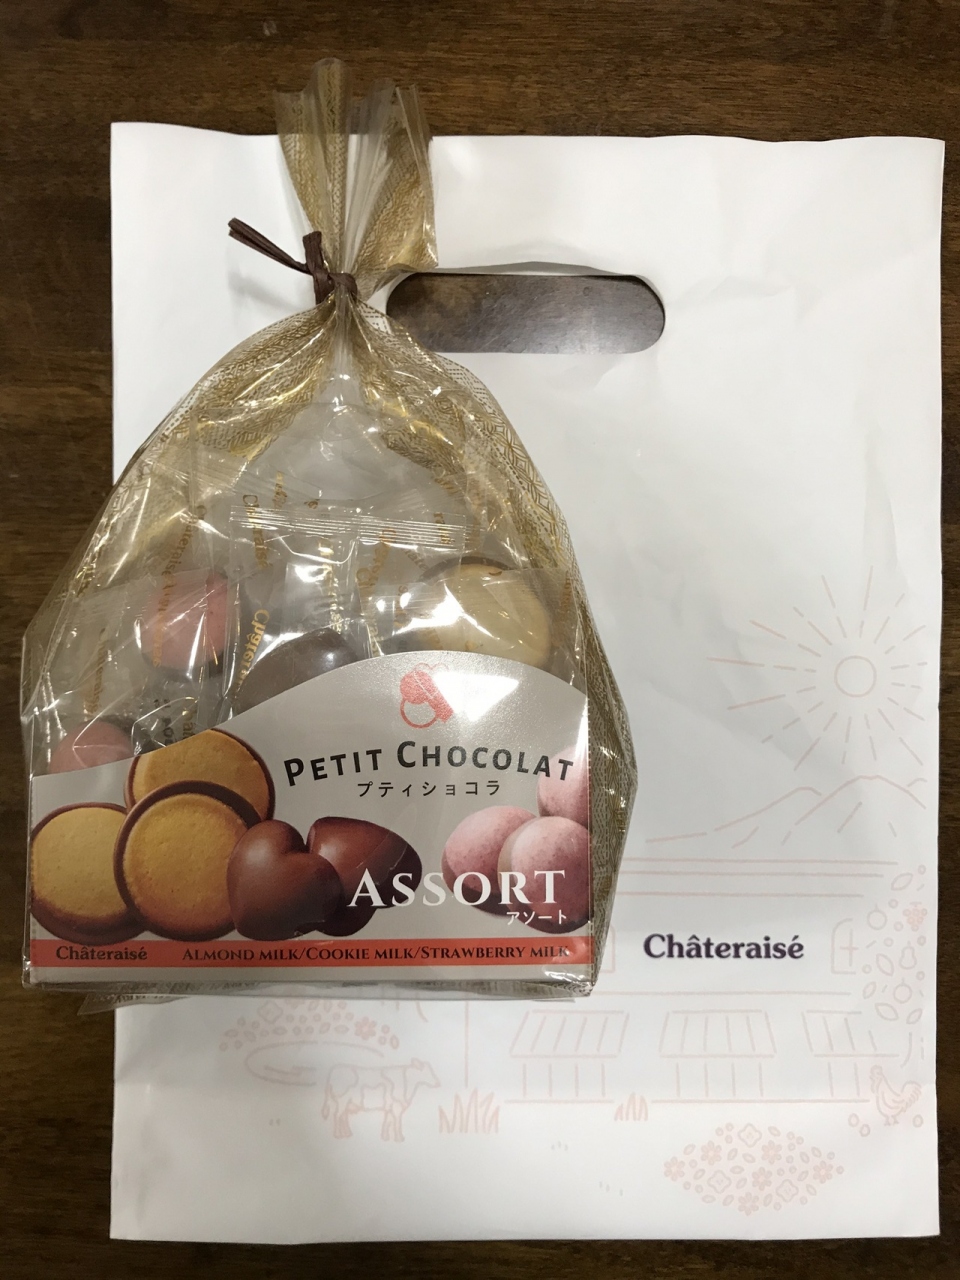 PETIT CHOCOLAT
プティショコラ
ASSORT
アソート
Châteraisé ALMOND MILK/COOKIE MILK/STRAWBERRY MILK
Châteraisé